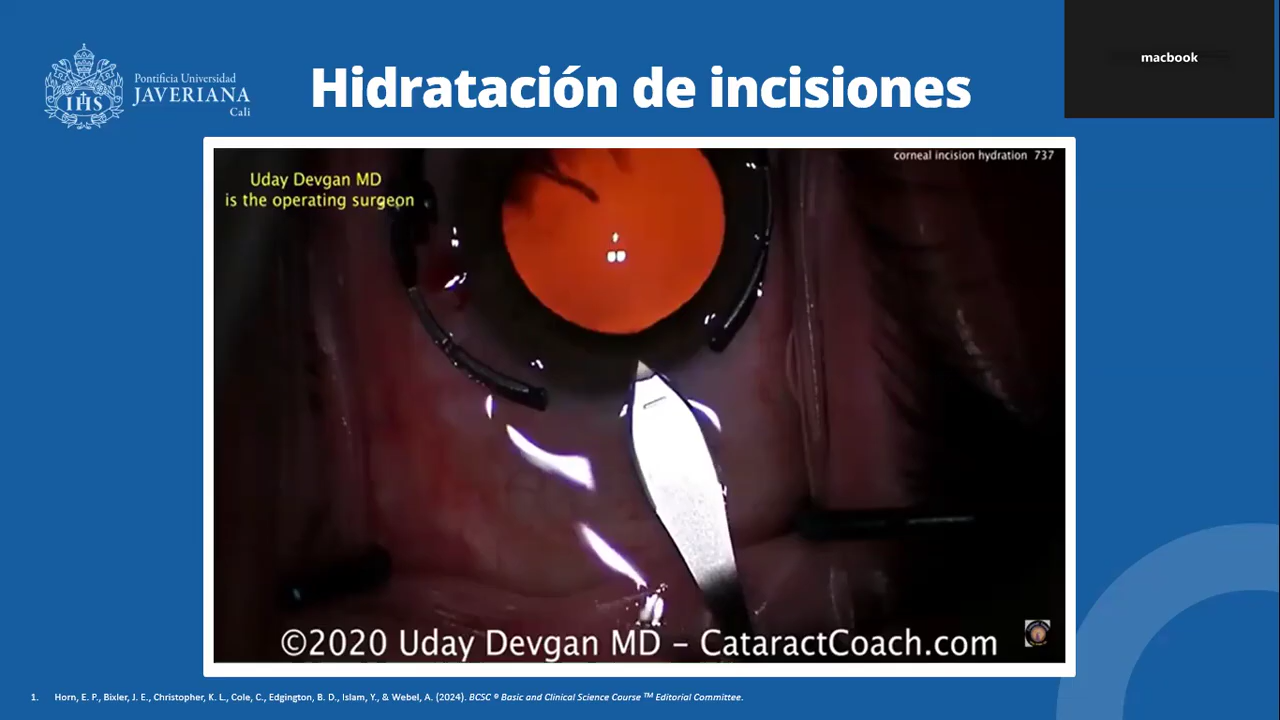 Pontificia Universidad
JAVERIANA
Cali
IHS
Hidratación de incisiones
macbook
Uday Devgan MD
is the operating surgeon
corneal incision hydration 737
©2020 Uday Devgan MD – CataractCoach.com
1. Horn, E. P., Bixler, J. E., Christopher, K. L., Cole, C., Edgington, B. D., Islam, Y., & Webel, A. (2024). BCSC ® Basic and Clinical Science Course ™ Editorial Committee.